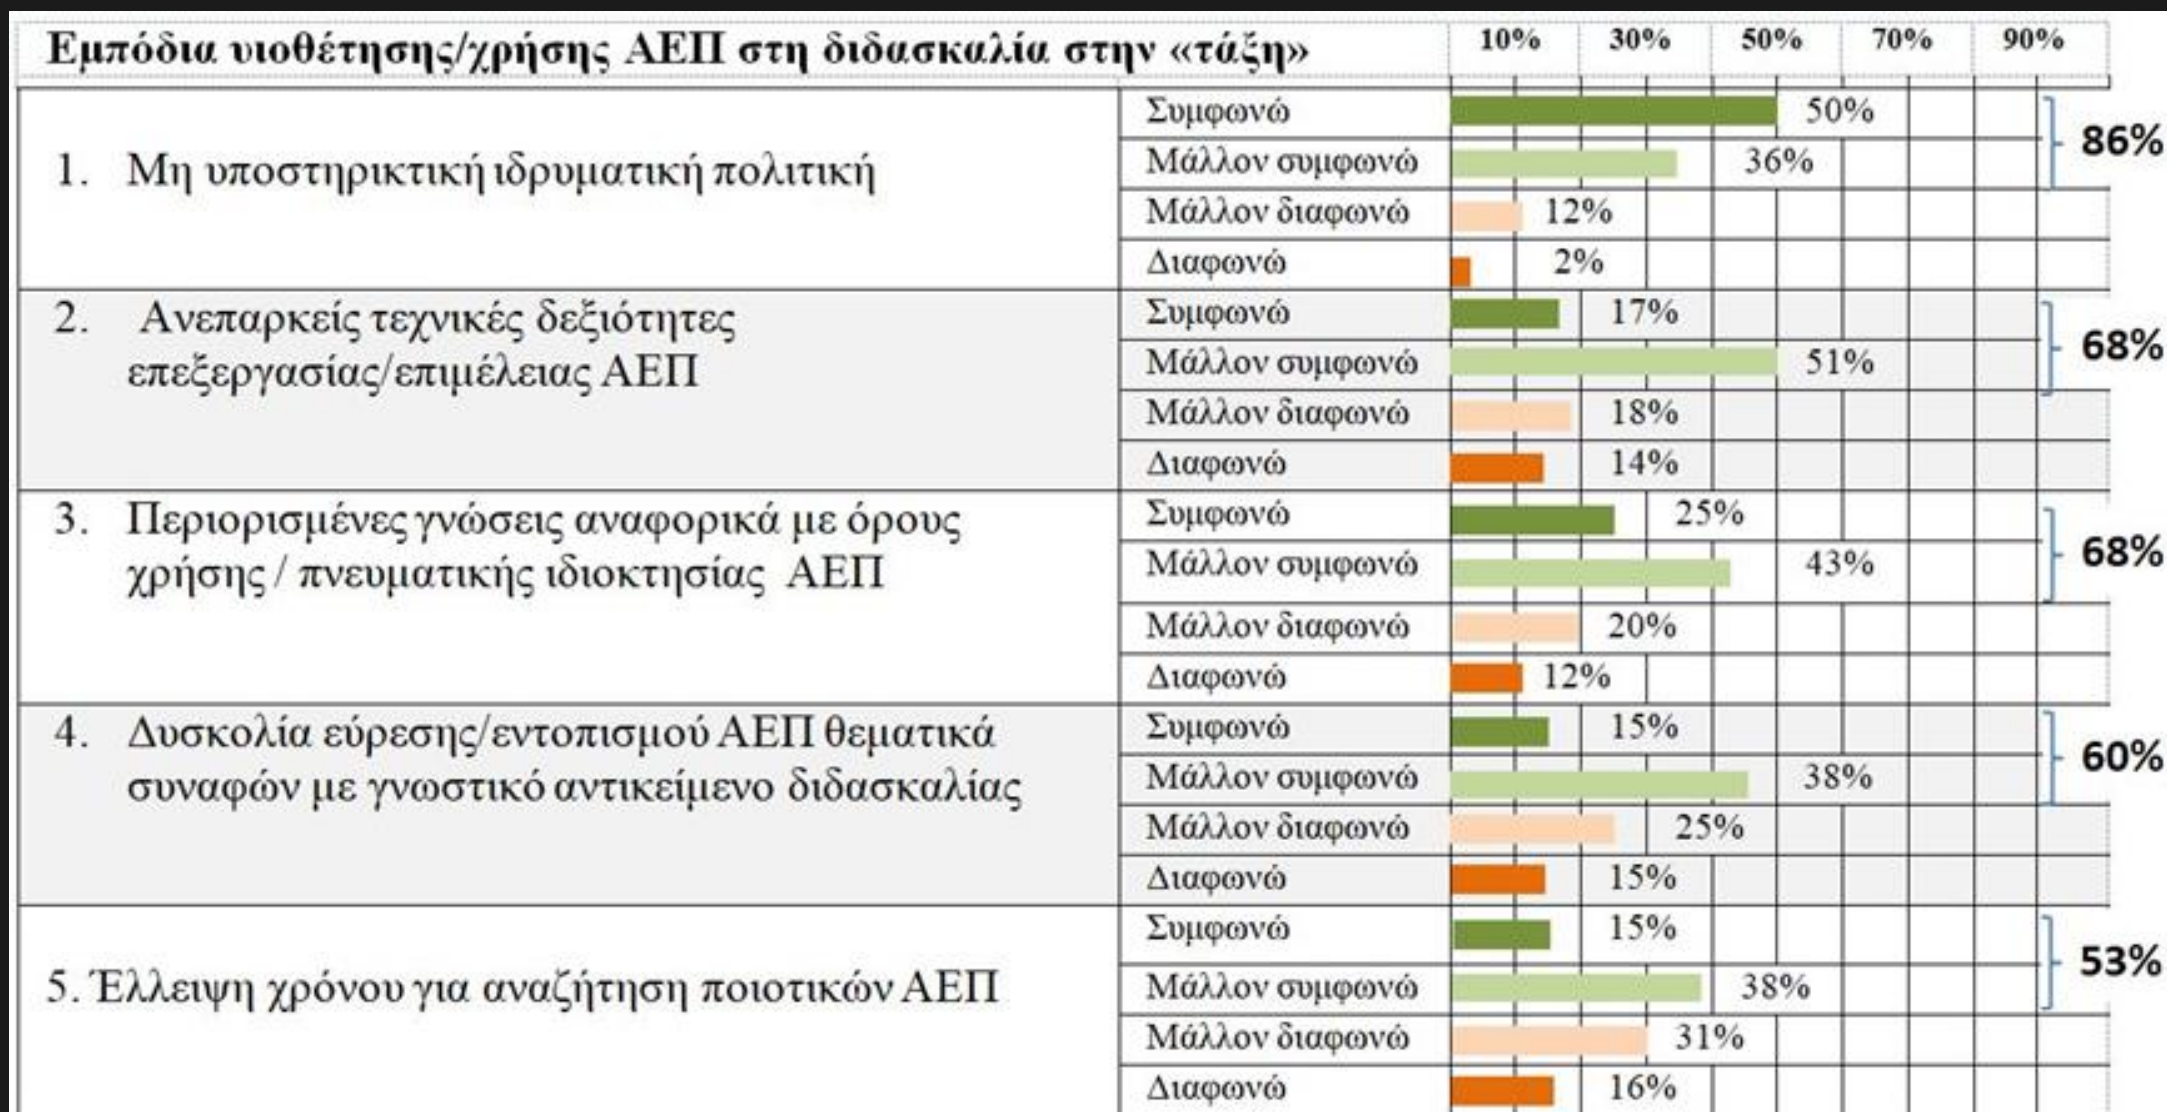 Εμπόδια υιοθέτησης/χρήσης ΑΕΠ στη διδασκαλία στην «τάξη» 10% 30% 50% 70% 90%
1. Μη υποστηρικτική ιδρυματική πολιτική
Συμφωνώ 50%
Μάλλον συμφωνώ 36%
86%
Μάλλον διαφωνώ 12%
Διαφωνώ 2%
2. Ανεπαρκείς τεχνικές δεξιότητες
επεξεργασίας/επιμέλειας ΑΕΠ
Συμφωνώ 17%
Μάλλον συμφωνώ 51%
68%
Μάλλον διαφωνώ 18%
Διαφωνώ 14%
3. Περιορισμένες γνώσεις αναφορικά με όρους
χρήσης / πνευματικής ιδιοκτησίας ΑΕΠ
Συμφωνώ 25%
Μάλλον συμφωνώ 43%
68%
Μάλλον διαφωνώ 20%
Διαφωνώ 12%
4. Δυσκολία εύρεσης/εντοπισμού ΑΕΠ θεματικά
συναφών με γνωστικό αντικείμενο διδασκαλίας
Συμφωνώ 15%
Μάλλον συμφωνώ 38%
60%
Μάλλον διαφωνώ 25%
Διαφωνώ 15%
5. Έλλειψη χρόνου για αναζήτηση ποιοτικών ΑΕΠ
Συμφωνώ 15%
Μάλλον συμφωνώ 38%
53%
Μάλλον διαφωνώ 31%
Διαφωνώ 16%